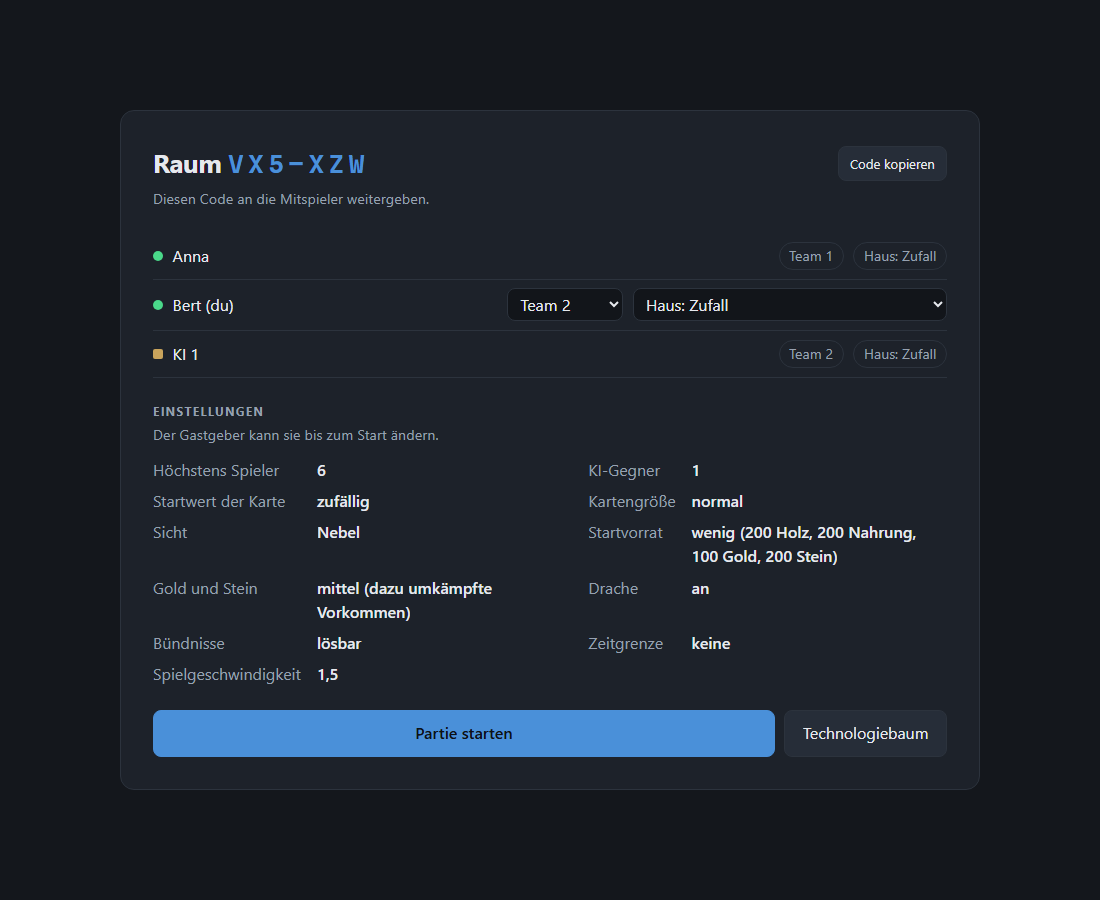 Raum VX5-XZW
Code kopieren
Diesen Code an die Mitspieler weitergeben.
Anna
Team 1
Haus: Zufall
Bert (du)
Team 2
Haus: Zufall
KI 1
Team 2
Haus: Zufall
EINSTELLUNGEN
Der Gastgeber kann sie bis zum Start ändern.
Höchstens Spieler 6
KI-Gegner 1
Startwert der Karte zufällig
Kartengröße normal
Sicht Nebel
Startvorrat wenig (200 Holz, 200 Nahrung,
100 Gold, 200 Stein)
Gold und Stein mittel (dazu umkämpfte
Vorkommen)
Drache an
Bündnisse lösbar
Zeitgrenze keine
Spielgeschwindigkeit 1,5
Partie starten
Technologiebaum